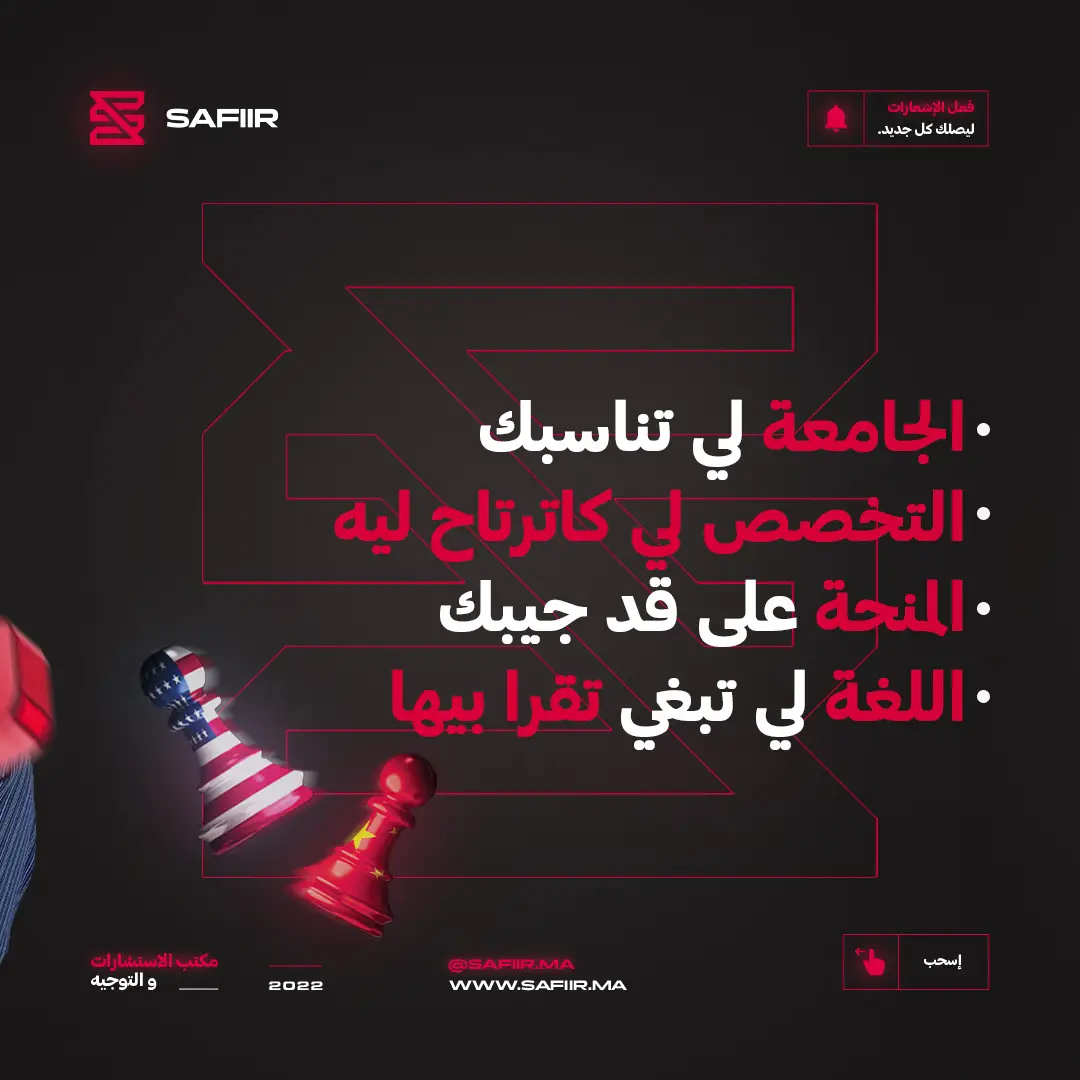 SAFIIR
فعل الإشعارات
ليصلك كل جديد.
• الجامعة لي تناسبك
• التخصص لي كاترتاح ليه
• المنحة على قد جيبك
• اللغة لي تبغي تقرا بيها
مكتب الاستشارات
و التوجيه
2022
@SAFIIR.MA
WWW.SAFIIR.MA
إسحب